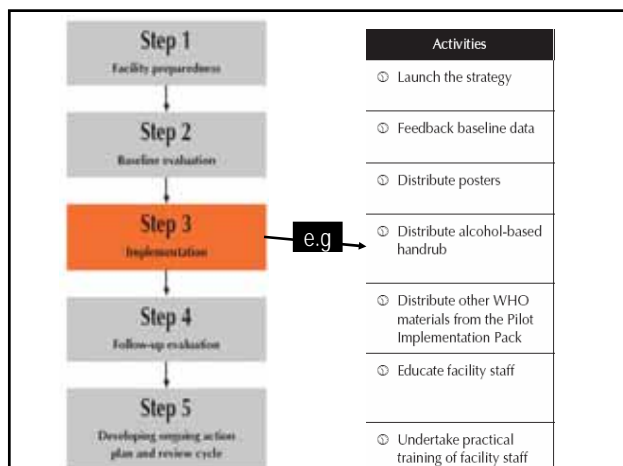 Step 1
Facility preparedness
Step 2
Baseline evaluation
Step 3
Implementation
Step 4
Follow-up evaluation
Step 5
Developing ongoing action
plan and review cycle
e.g
Activities
Launch the strategy
Feedback baseline data
Distribute posters
Distribute alcohol-based
handrub
Distribute other WHO
materials from the Pilot
Implementation Pack
Educate facility staff
Undertake practical
training of facility staff